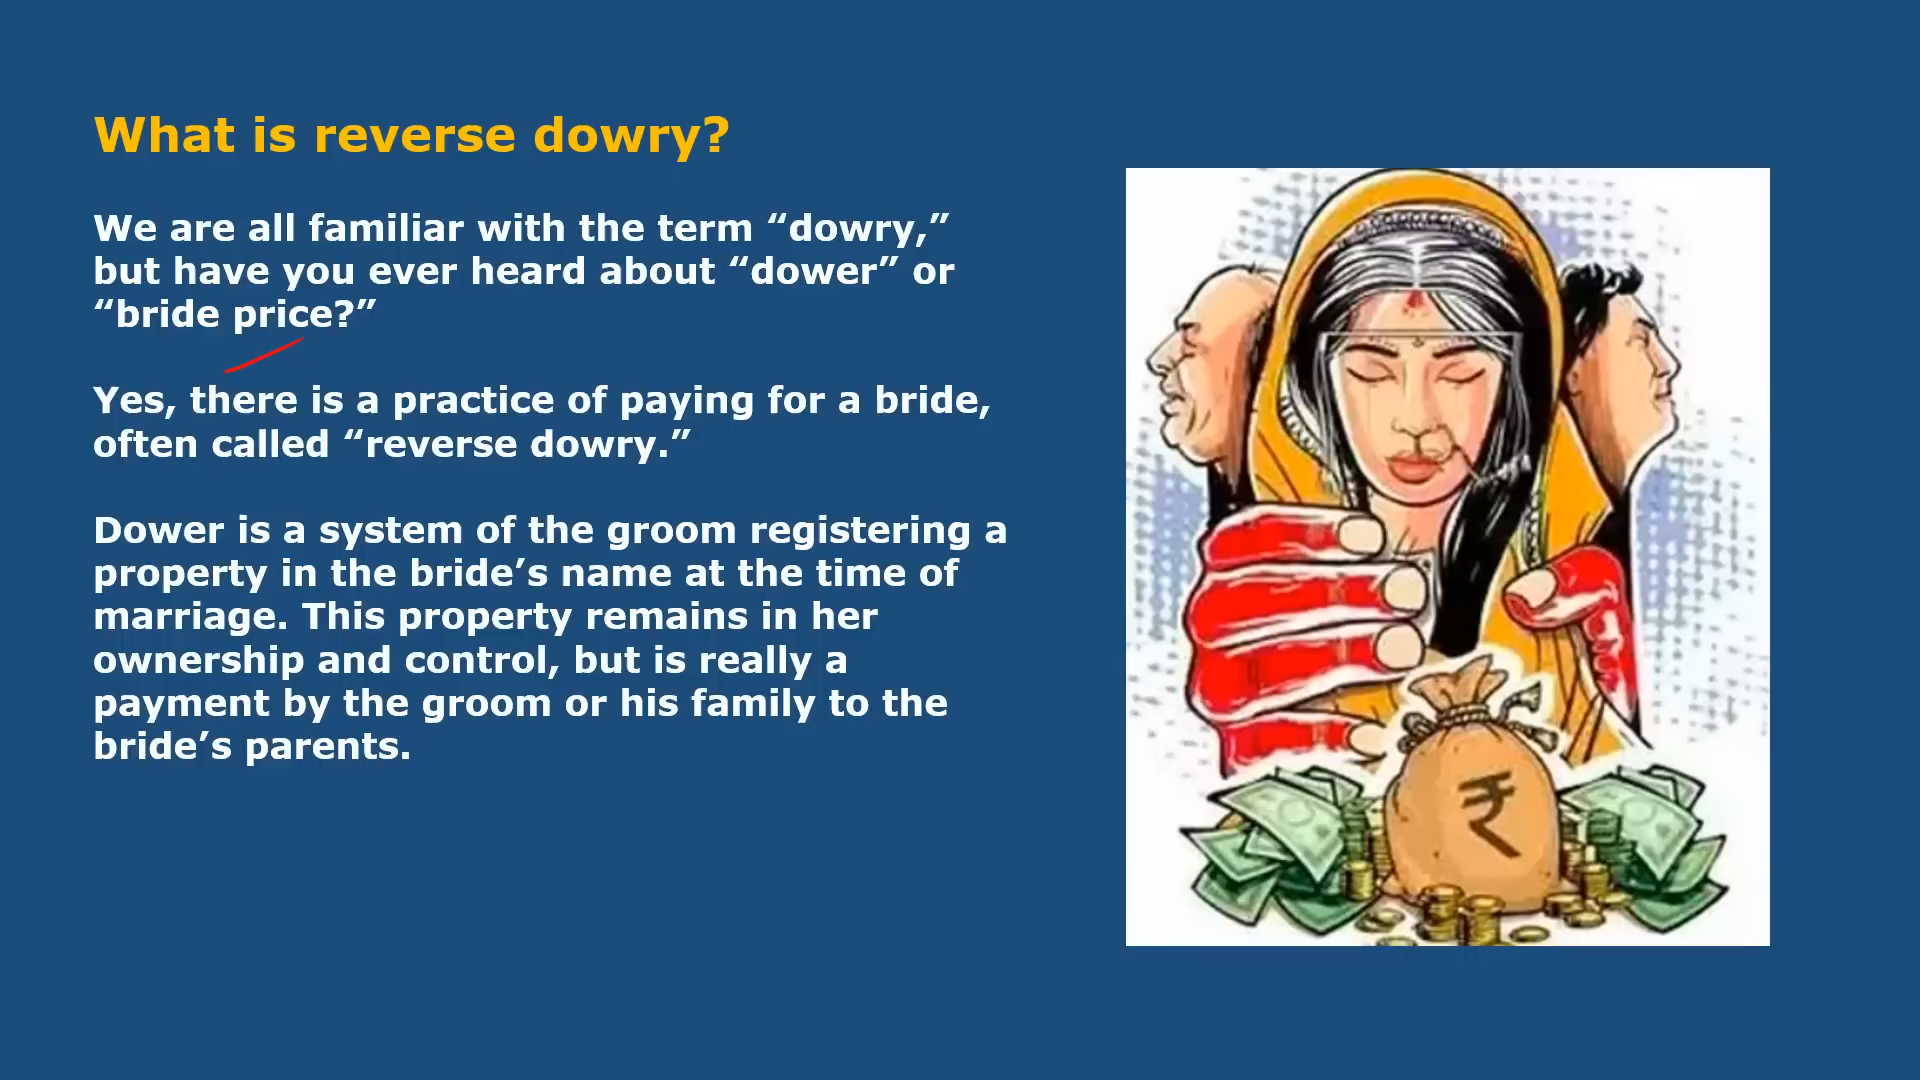 What is reverse dowry?
We are all familiar with the term “dowry,”
but have you ever heard about “dower” or
“bride price?”
Yes, there is a practice of paying for a bride,
often called “reverse dowry.”
Dower is a system of the groom registering a
property in the bride’s name at the time of
marriage. This property remains in her
ownership and control, but is really a
payment by the groom or his family to the
bride’s parents.
₹